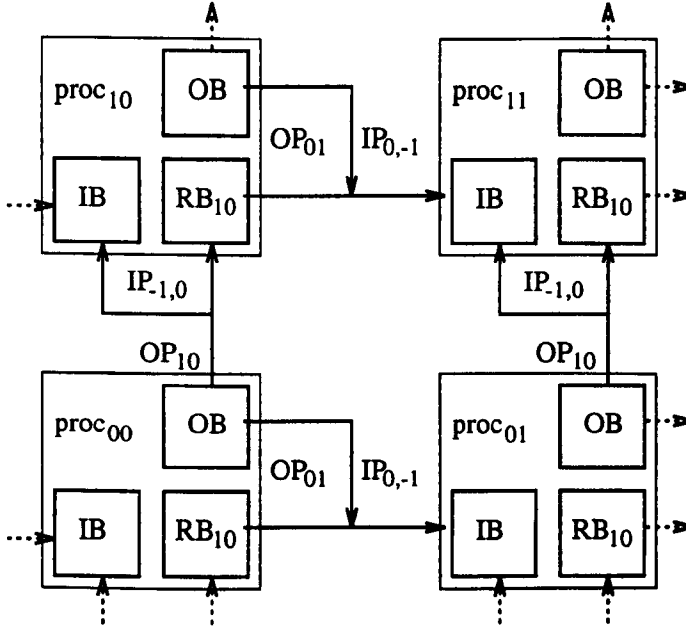 proc₁₀ OB
OP₀₁ IP₀,₋₁
IB RB₁₀
proc₁₁ OB
IB RB₁₀
IP₋₁,₀
OP₁₀
IP₋₁,₀
OP₁₀
proc₀₀ OB
OP₀₁ IP₀,₋₁
IB RB₁₀
proc₀₁ OB
IB RB₁₀